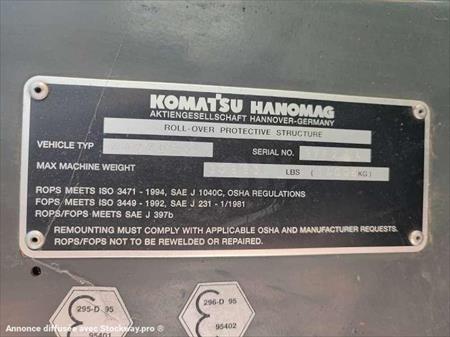 KOMATSU HANOMAG
AKTIENGESELLSCHAFT HANNOVER-GERMANY
ROLL-OVER PROTECTIVE STRUCTURE
VEHICLE TYP
SERIAL NO.
MAX MACHINE WEIGHT LBS ( KG)
ROPS MEETS ISO 3471 - 1994, SAE J 1040C, OSHA REGULATIONS
FOPS MEETS ISO 3449 - 1992, SAE J 231 - 1/1981
ROPS/FOPS MEETS SAE J 397b
REMOUNTING MUST COMPLY WITH APPLICABLE OSHA AND MANUFACTURER REQUESTS.
ROPS/FOPS NOT TO BE REWELDED OR REPAIRED.
295-D 95
95401
296-D 95
95402
Annonce diffusée avec Stockway.pro ®